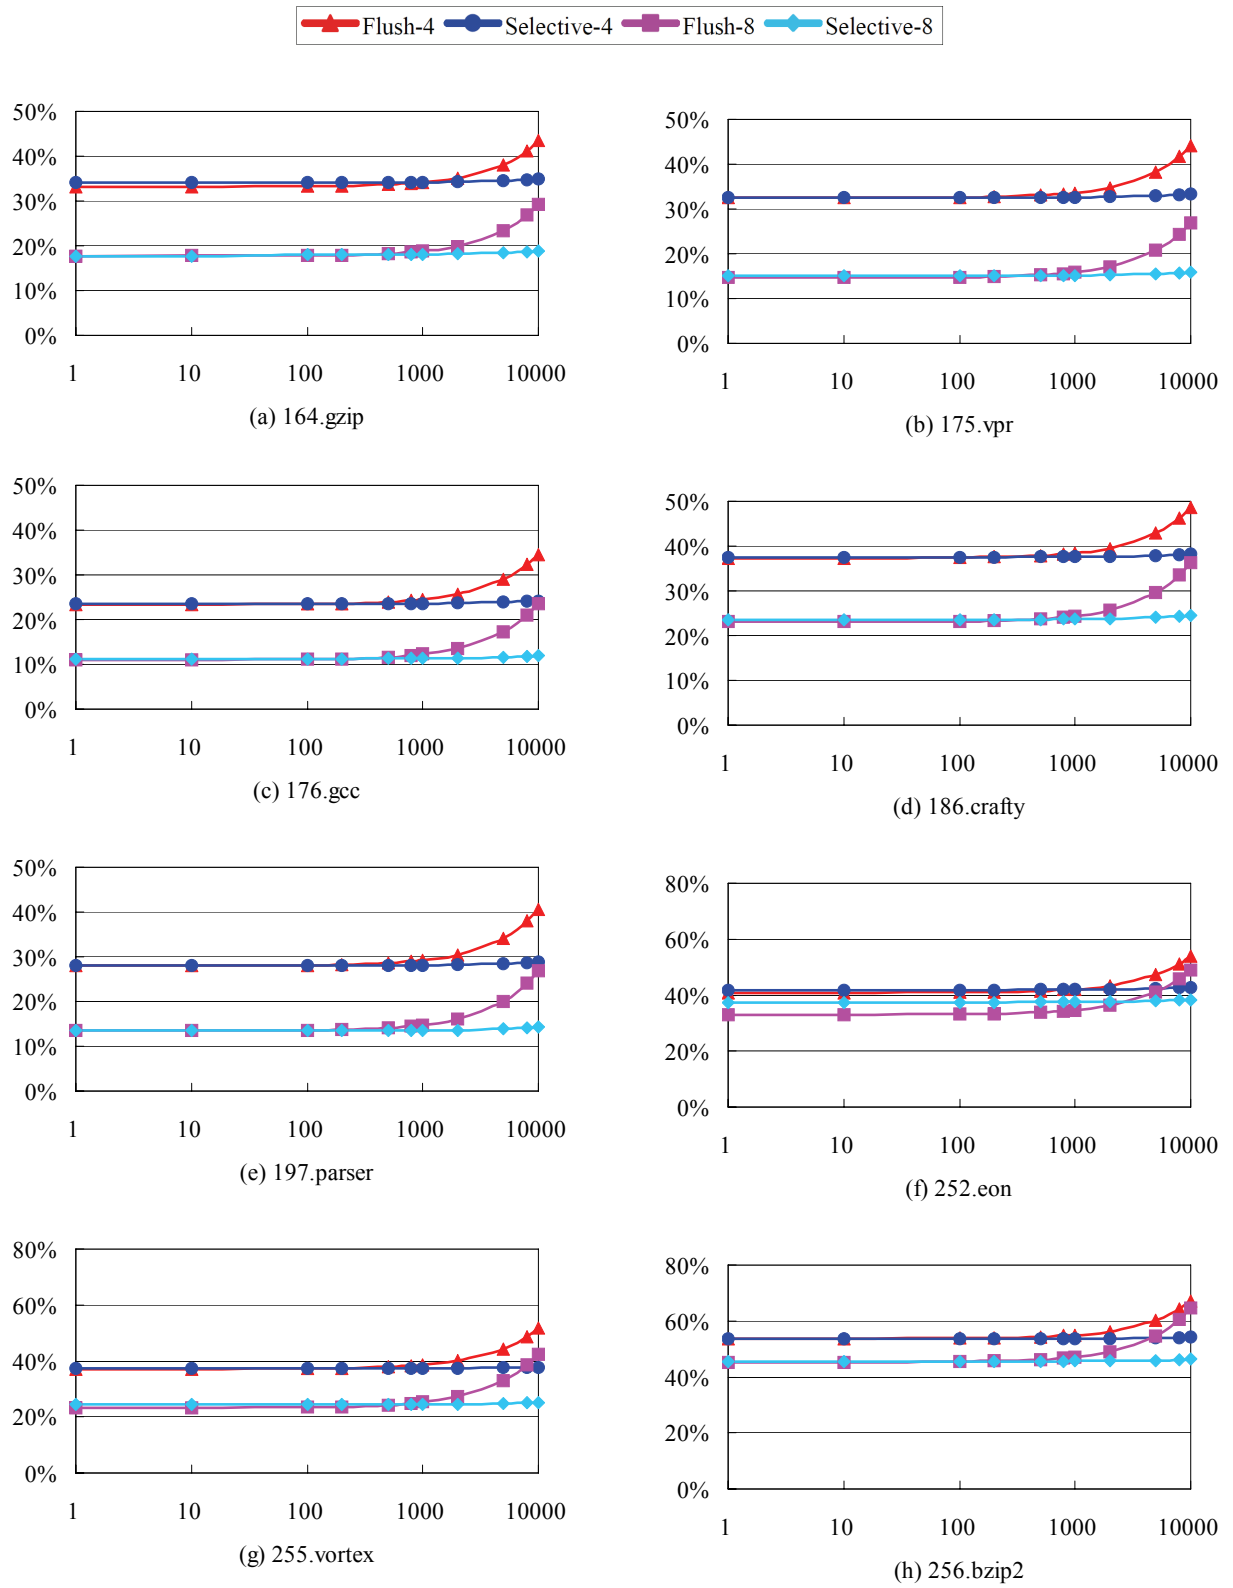 Flush-4 Selective-4 Flush-8 Selective-8
50%
40%
30%
20%
10%
0%
1 10 100 1000 10000
(a) 164.gzip
50%
40%
30%
20%
10%
0%
1 10 100 1000 10000
(b) 175.vpr
50%
40%
30%
20%
10%
0%
1 10 100 1000 10000
(c) 176.gcc
50%
40%
30%
20%
10%
0%
1 10 100 1000 10000
(d) 186.crafty
50%
40%
30%
20%
10%
0%
1 10 100 1000 10000
(e) 197.parser
80%
60%
40%
20%
0%
1 10 100 1000 10000
(f) 252.eon
80%
60%
40%
20%
0%
1 10 100 1000 10000
(g) 255.vortex
80%
60%
40%
20%
0%
1 10 100 1000 10000
(h) 256.bzip2